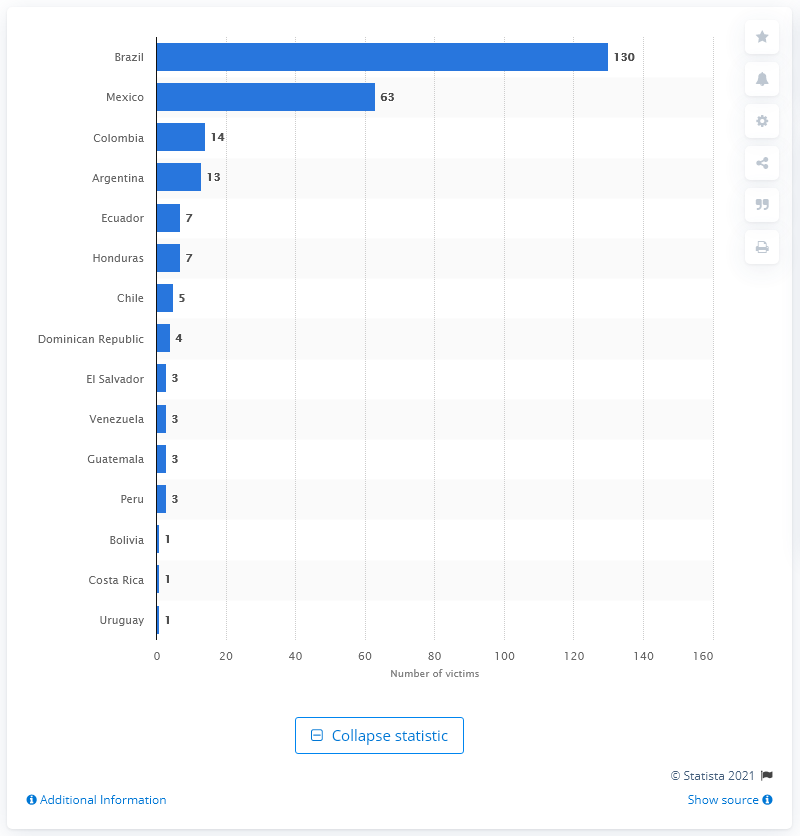 Brazil 130
Mexico 63
Colombia 14
Argentina 13
Ecuador 7
Honduras 7
Chile 5
Dominican Republic 4
El Salvador 3
Venezuela 3
Guatemala 3
Peru 3
Bolivia 1
Costa Rica 1
Uruguay 1
0 20 40 60 80 100 120 140 160
Number of victims
Collapse statistic
© Statista 2021
Additional Information Show source